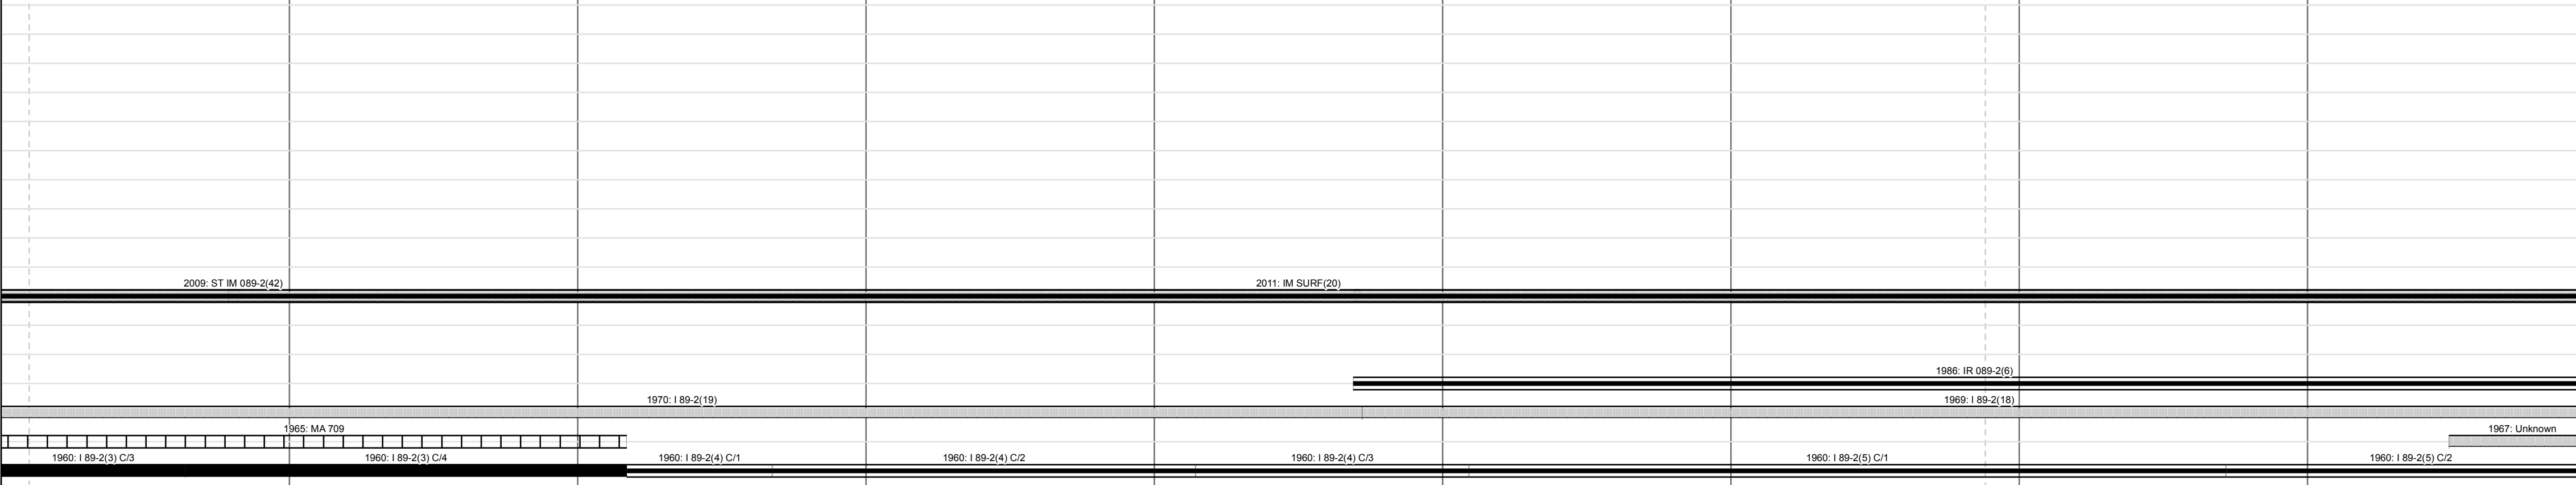 2009: ST IM 089-2(42)
2011: IM SURF(20)
1986: IR 089-2(6)
1970: I 89-2(19)
1969: I 89-2(18)
1965: MA 709
1967: Unknown
1960: I 89-2(3) C/3
1960: I 89-2(3) C/4
1960: I 89-2(4) C/1
1960: I 89-2(4) C/2
1960: I 89-2(4) C/3
1960: I 89-2(5) C/1
1960: I 89-2(5) C/2